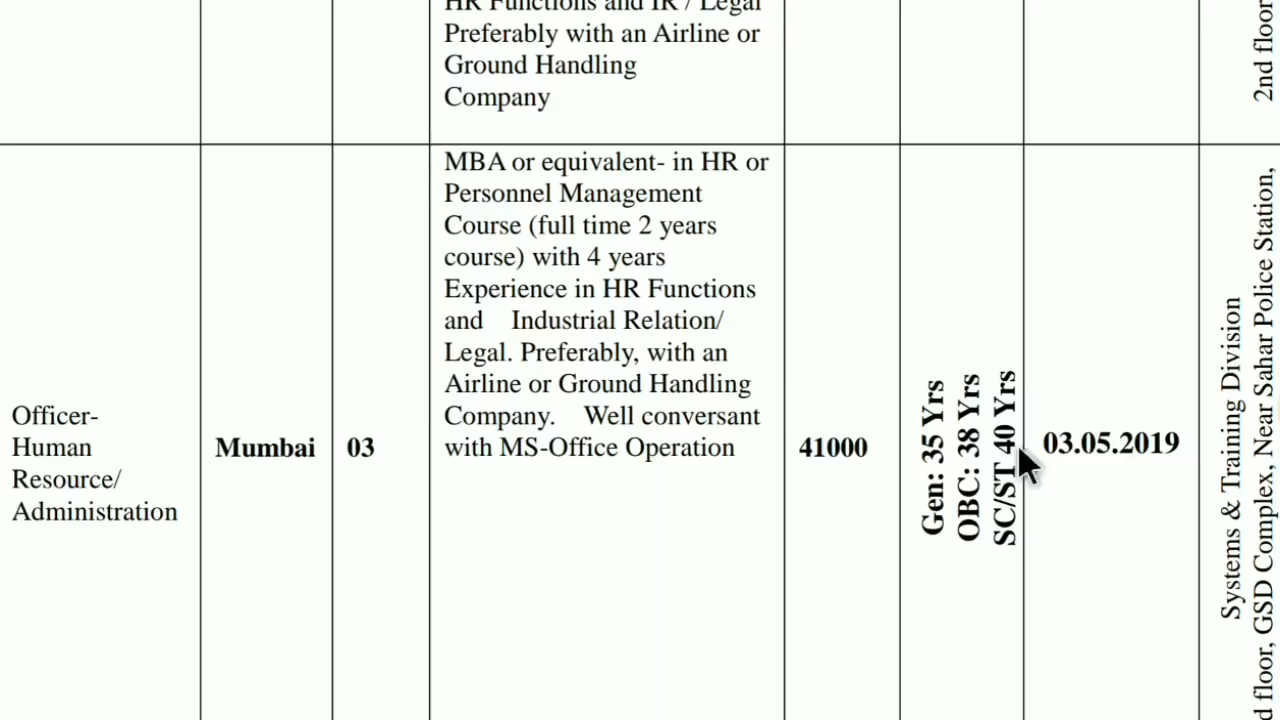 HR Functions and IR / Legal
Preferably with an Airline or
Ground Handling
Company
2nd floor
Officer-
Human
Resource/
Administration
Mumbai
03
MBA or equivalent- in HR or
Personnel Management
Course (full time 2 years
course) with 4 years
Experience in HR Functions
and Industrial Relation/
Legal. Preferably, with an
Airline or Ground Handling
Company. Well conversant
with MS-Office Operation
41000
Gen: 35 Yrs
OBC: 38 Yrs
SC/ST 40 Yrs
03.05.2019
Systems & Training Division
floor, GSD Complex, Near Sahar Police Station,